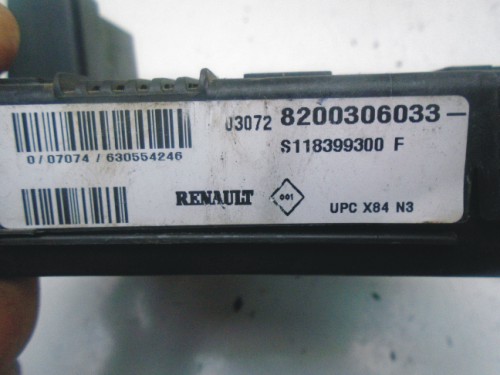 03072 8200306033-
S118399300 F
0/07074/630554246
RENAULT 001 UPC X84 N3